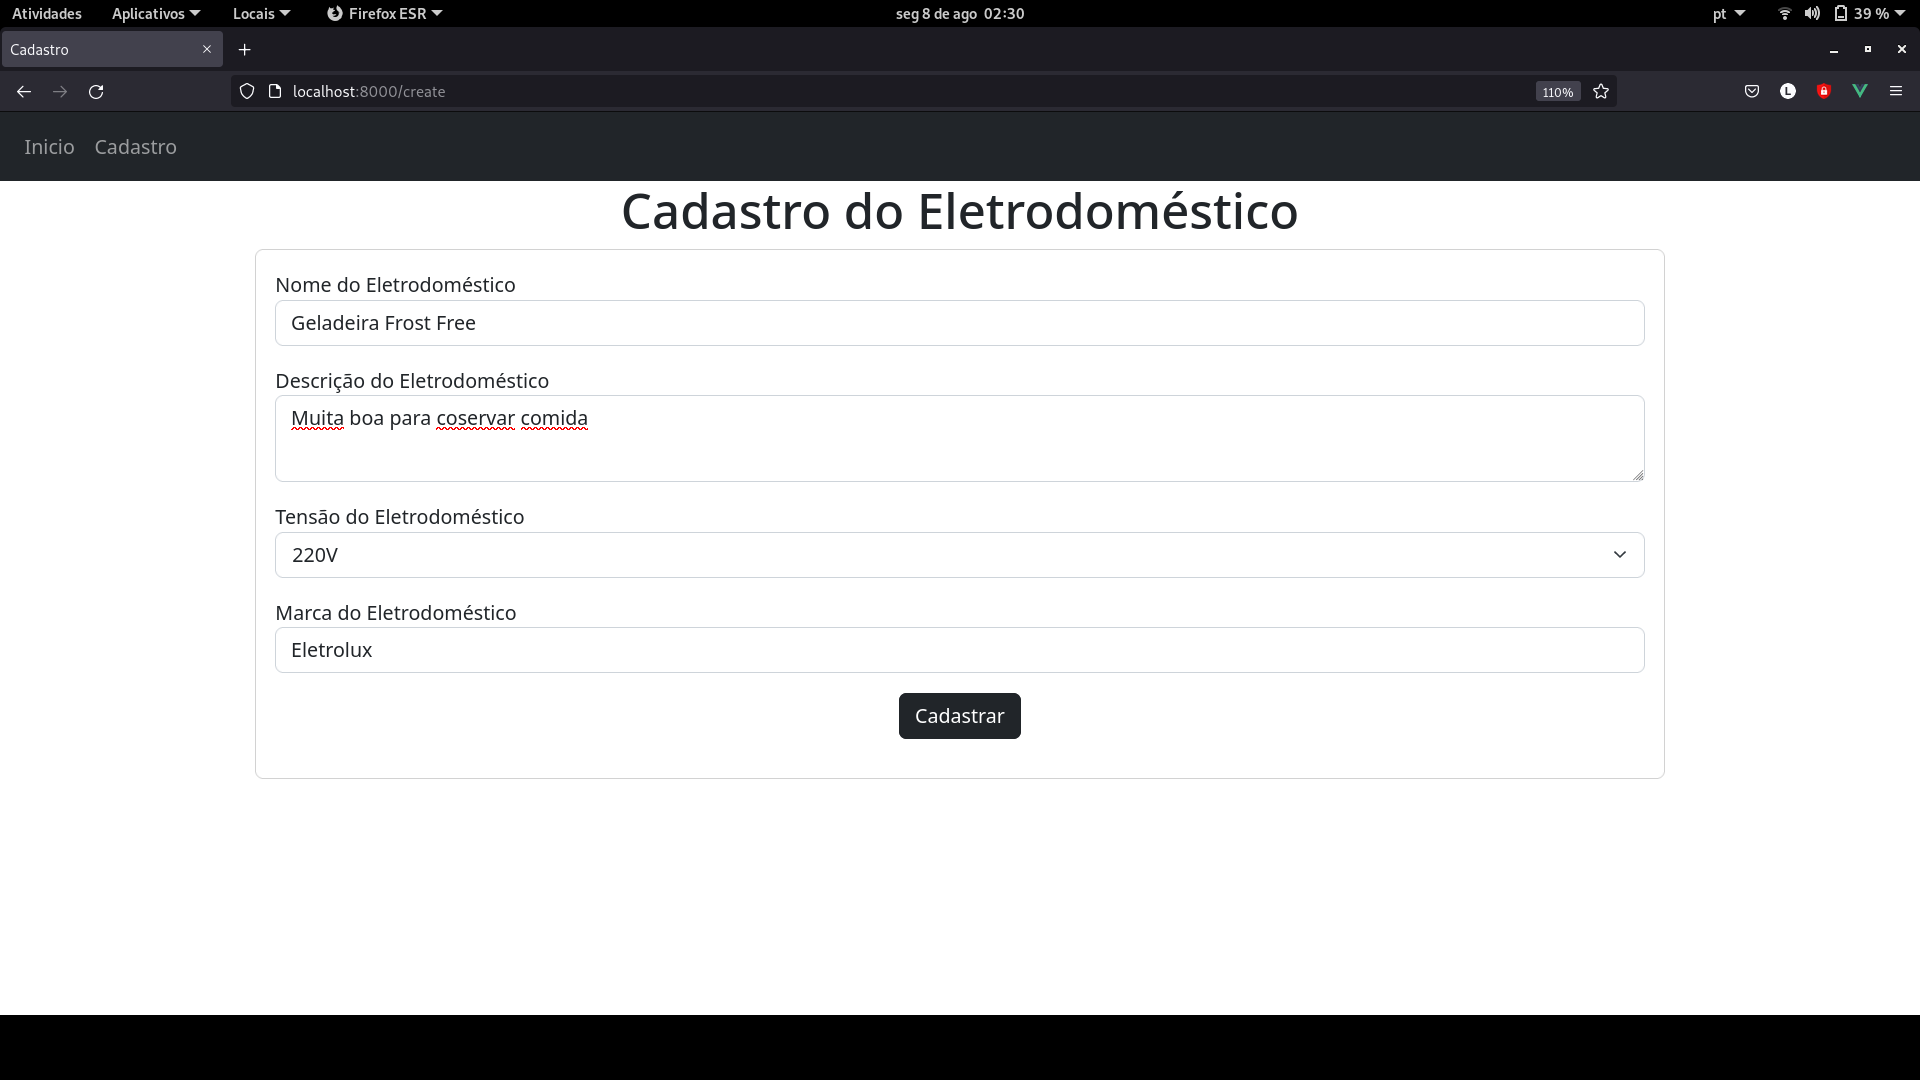 Atividades Aplicativos Locais Firefox ESR seg 8 de ago 02:30 pt 39 %
Cadastro
localhost:8000/create 110% L
Inicio Cadastro
Cadastro do Eletrodoméstico
Nome do Eletrodoméstico
Geladeira Frost Free
Descrição do Eletrodoméstico
Muita boa para coservar comida
Tensão do Eletrodoméstico
220V
Marca do Eletrodoméstico
Eletrolux
Cadastrar